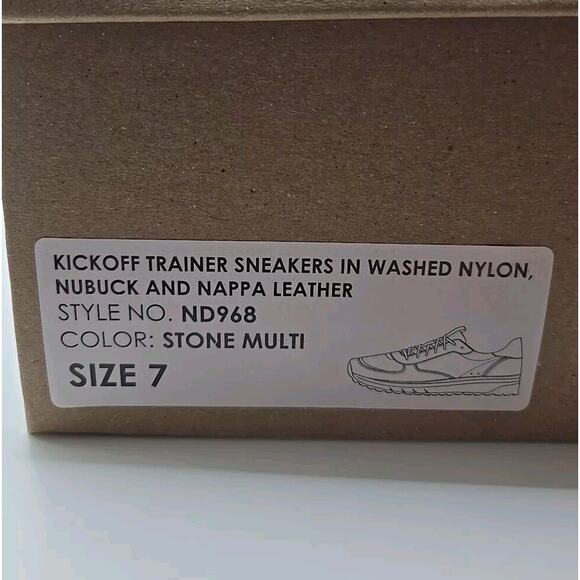 KICKOFF TRAINER SNEAKERS IN WASHED NYLON,
NUBUCK AND NAPPA LEATHER
STYLE NO. ND968
COLOR: STONE MULTI
SIZE 7